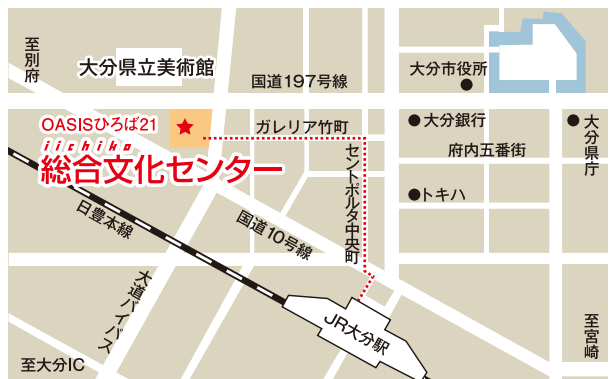 至別府
大分県立美術館
国道197号線
大分市役所
OASISひろば21
iichiko
総合文化センター
ガレリア竹町
大分銀行
府内五番街
大分県庁
セントポルタ中央町
トキハ
日豊本線
国道10号線
大道バイパス
JR大分駅
至宮崎
至大分IC